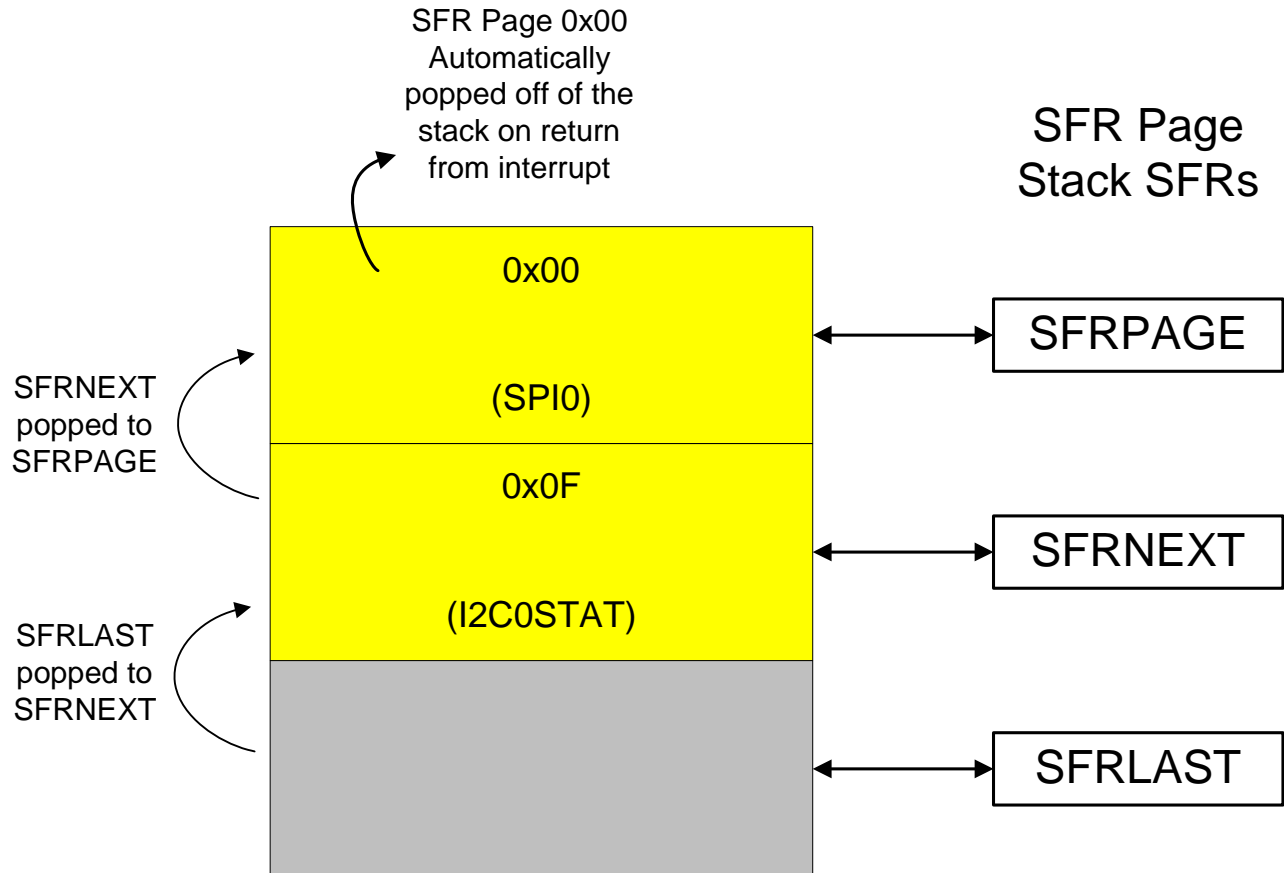 SFR Page 0x00
Automatically
popped off of the
stack on return
from interrupt
SFR Page
Stack SFRs
0x00
(SPI0)
SFRPAGE
SFRNEXT
popped to
SFRPAGE
0x0F
(I2C0STAT)
SFRNEXT
SFRLAST
popped to
SFRNEXT
SFRLAST